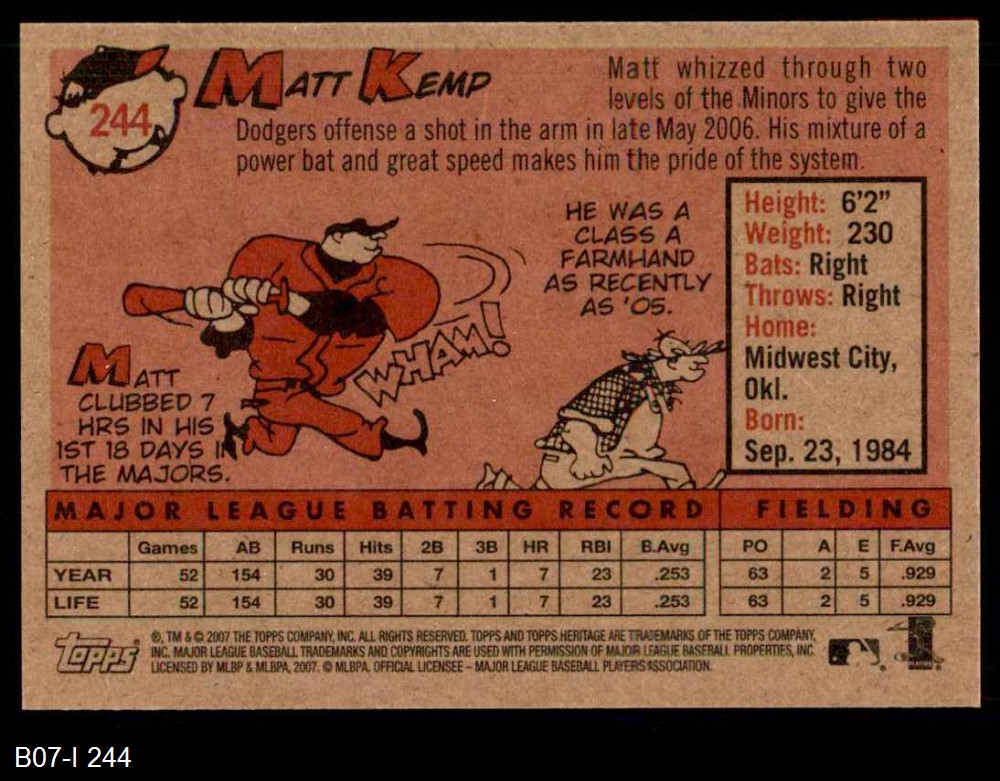 244
MATT KEMP
Matt whizzed through two
levels of the Minors to give the
Dodgers offense a shot in the arm in late May 2006. His mixture of a
power bat and great speed makes him the pride of the system.
HE WAS A
CLASS A
FARMHAND
AS RECENTLY
AS '05.
WHAM!
MATT
CLUBBED 7
HRS IN HIS
1ST 18 DAYS IN
THE MAJORS.
Height: 6'2"
Weight: 230
Bats: Right
Throws: Right
Home:
Midwest City,
Okl.
Born:
Sep. 23, 1984
MAJOR LEAGUE BATTING RECORD FIELDING
Games AB Runs Hits 2B 3B HR RBI B.Avg PO A E F.Avg
YEAR 52 154 30 39 7 1 7 23 .253 63 2 5 .929
LIFE 52 154 30 39 7 1 7 23 .253 63 2 5 .929
Topps
®, TM & © 2007 THE TOPPS COMPANY, INC. ALL RIGHTS RESERVED. TOPPS AND TOPPS HERITAGE ARE TRADEMARKS OF THE TOPPS COMPANY,
INC. MAJOR LEAGUE BASEBALL TRADEMARKS AND COPYRIGHTS ARE USED WITH PERMISSION OF MAJOR LEAGUE BASEBALL PROPERTIES, INC.
LICENSED BY MLBP & MLBPA, 2007. © MLBPA. OFFICIAL LICENSEE – MAJOR LEAGUE BASEBALL PLAYERS ASSOCIATION.
B07-I 244